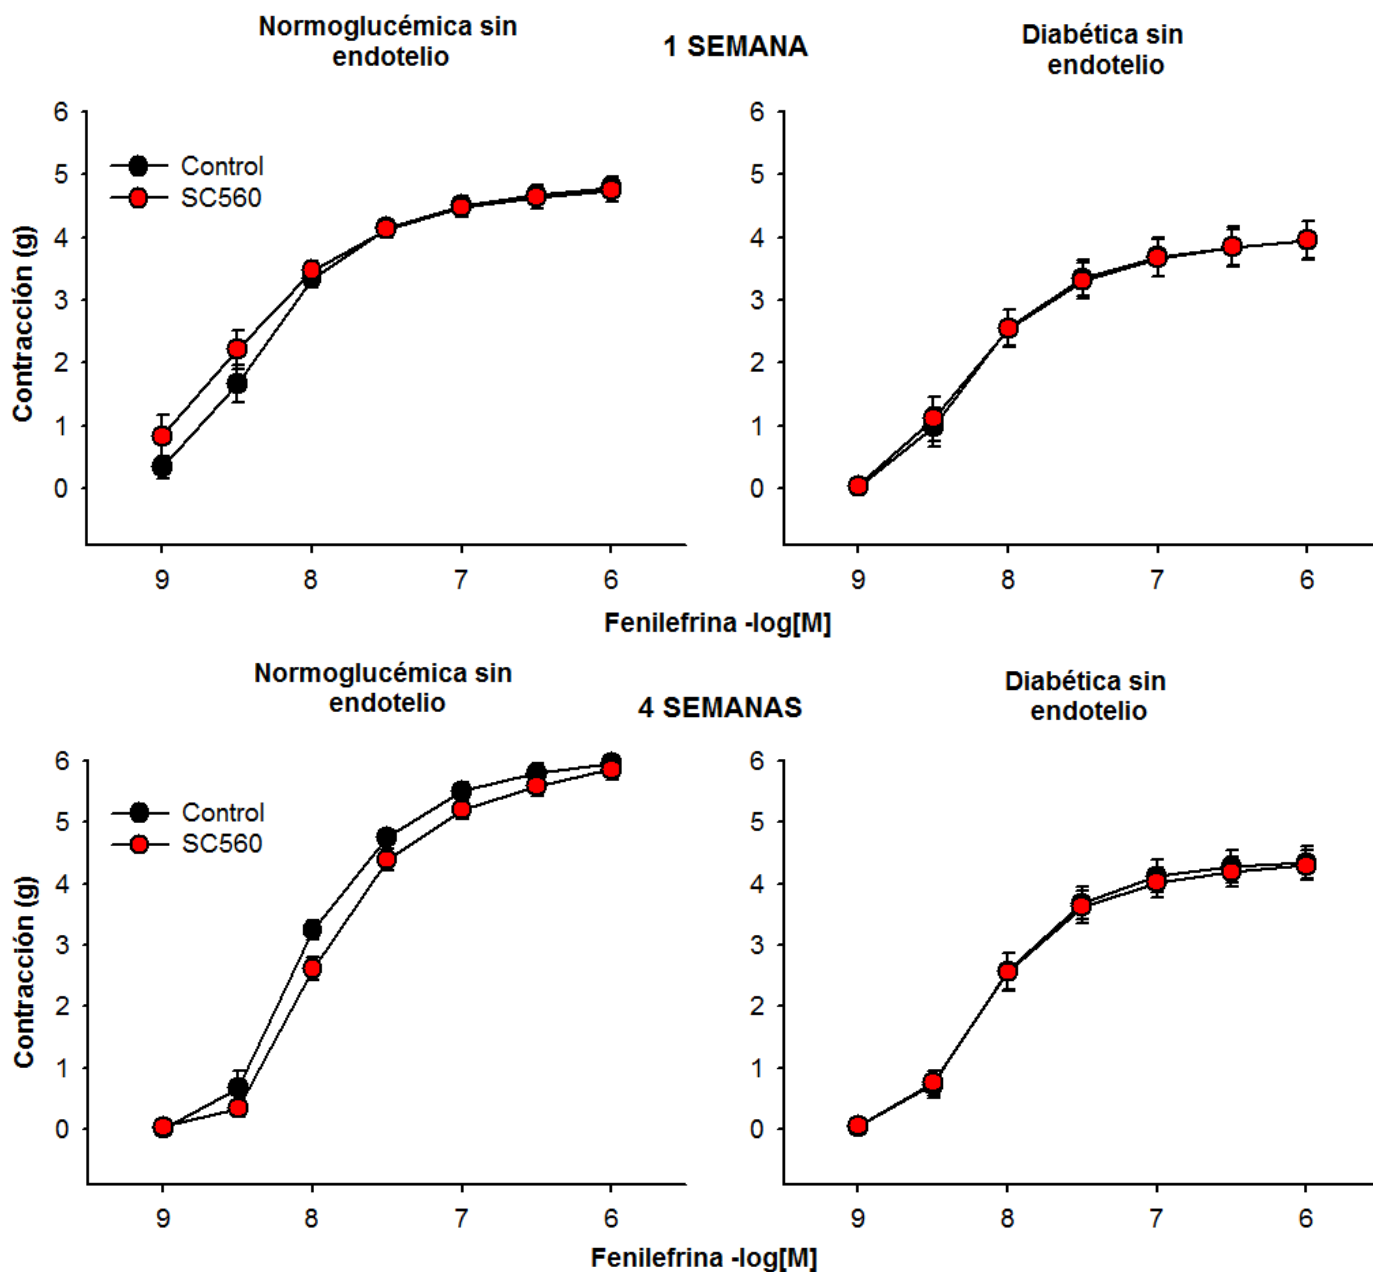 Normoglucémica sin
endotelio
1 SEMANA
Diabética sin
endotelio
6
5
4
3
2
1
0
Contracción (g)
Control
SC560
9
8
7
6
6
5
4
3
2
1
0
9
8
7
6
Fenilefrina -log[M]
Normoglucémica sin
endotelio
4 SEMANAS
Diabética sin
endotelio
6
5
4
3
2
1
0
Contracción (g)
Control
SC560
9
8
7
6
6
5
4
3
2
1
0
9
8
7
6
Fenilefrina -log[M]